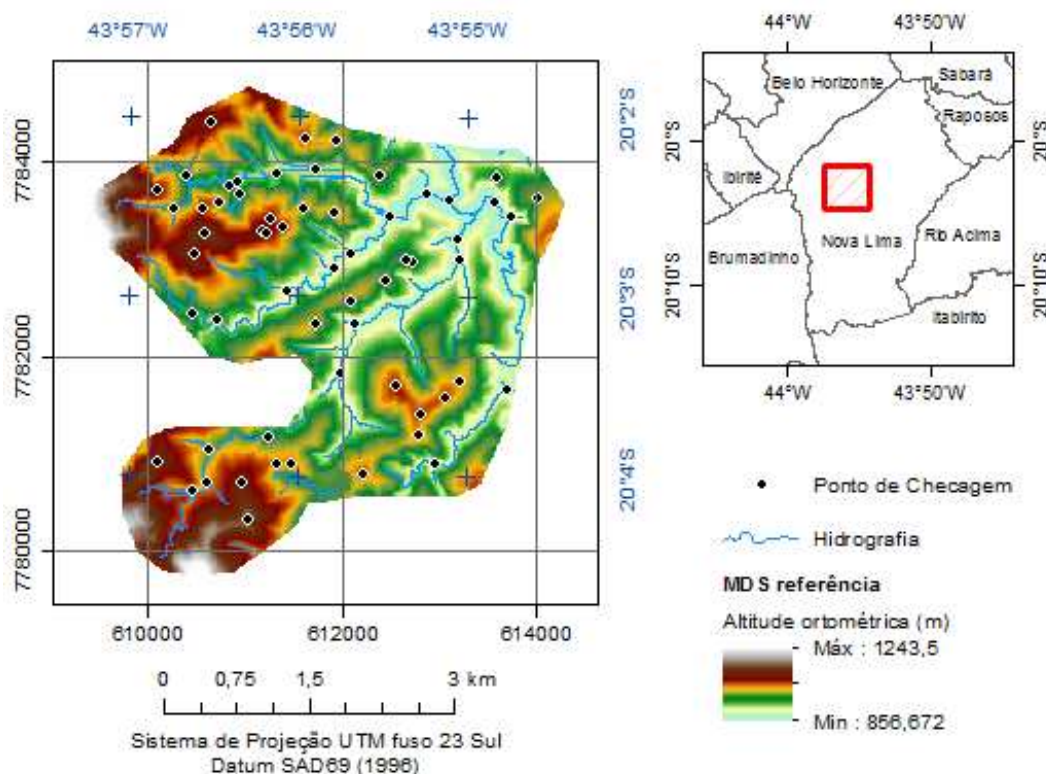 43°57'W
43°56'W
43°55'W
20°2'S
20°3'S
20°4'S
7784000
7782000
7780000
610000
612000
614000
0 0,75 1,5 3 km
Sistema de Projeção UTM fuso 23 Sul
Datum SAD69 (1996)
44°W
43°50'W
20°S
20°10'S
20°S
20°10'S
44°W
43°50'W
Belo Horizonte
Sabará
Raposos
Ibirité
Nova Lima
Rio Acima
Brumadinho
Itabirito
Ponto de Checagem
Hidrografia
MDS referência
Altitude ortométrica (m)
Máx : 1243,5
Min : 856,672